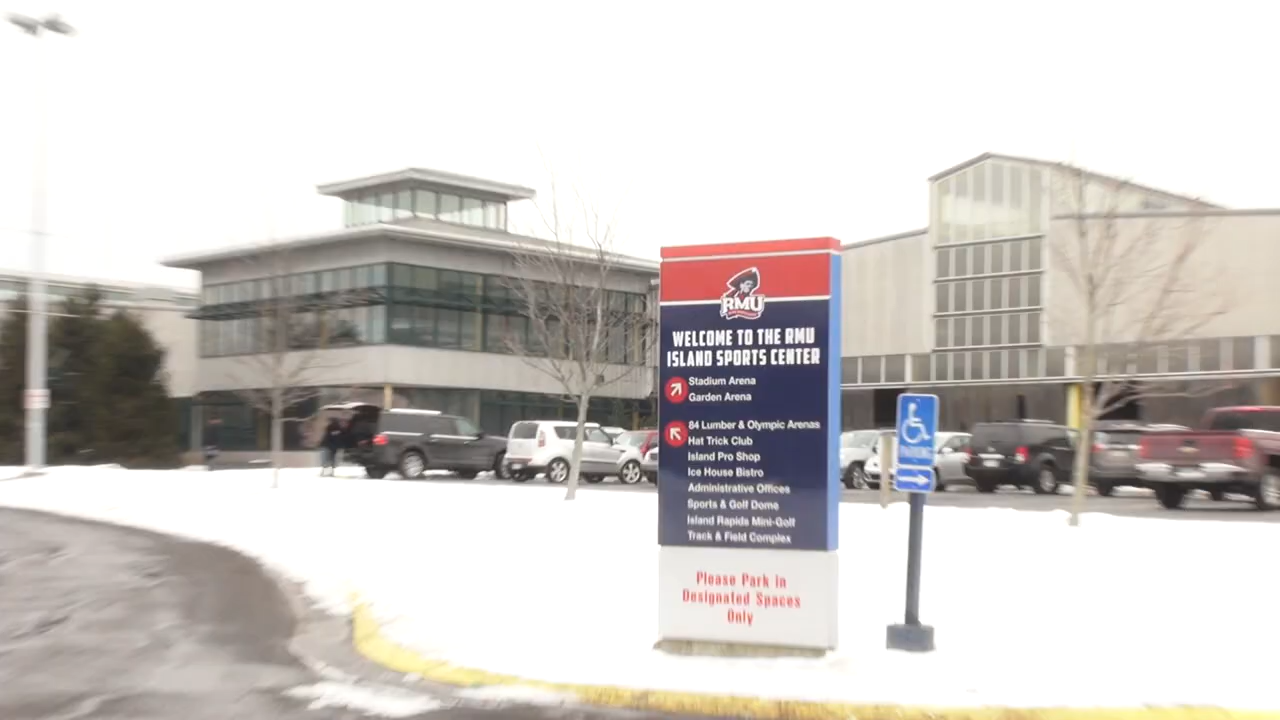 RMU
WELCOME TO THE RMU
ISLAND SPORTS CENTER
Stadium Arena
Garden Arena
84 Lumber & Olympic Arenas
Hat Trick Club
Island Pro Shop
Ice House Bistro
Administrative Offices
Sports & Golf Dome
Island Rapids Mini-Golf
Track & Field Complex
Please Park in
Designated Spaces
Only
PARKING